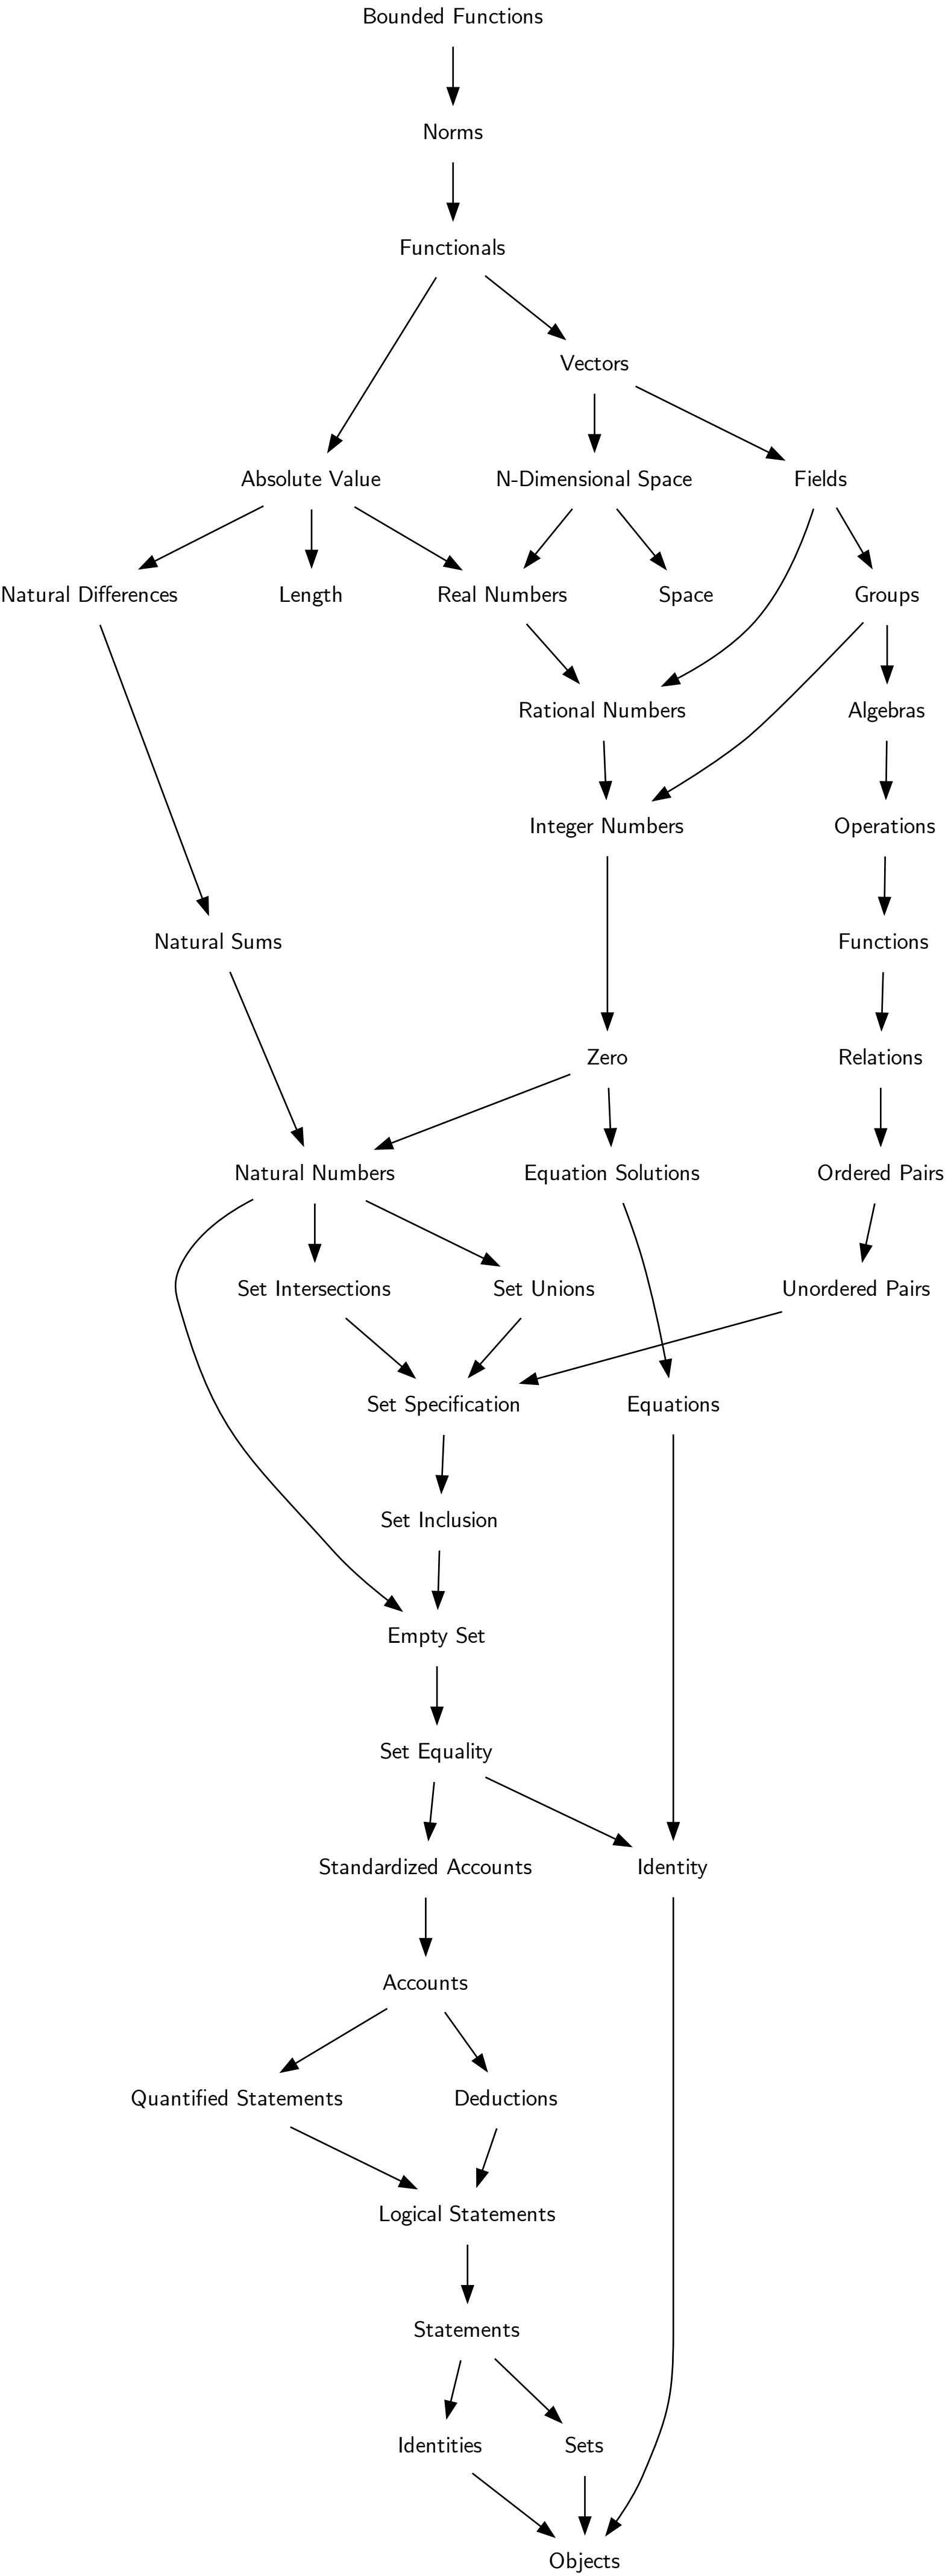 Bounded Functions
Norms
Functionals
Vectors
Absolute Value
N-Dimensional Space
Fields
Natural Differences
Length
Real Numbers
Space
Groups
Rational Numbers
Algebras
Integer Numbers
Operations
Natural Sums
Functions
Zero
Relations
Natural Numbers
Equation Solutions
Ordered Pairs
Set Intersections
Set Unions
Unordered Pairs
Set Specification
Equations
Set Inclusion
Empty Set
Set Equality
Standardized Accounts
Identity
Accounts
Quantified Statements
Deductions
Logical Statements
Statements
Identities
Sets
Objects